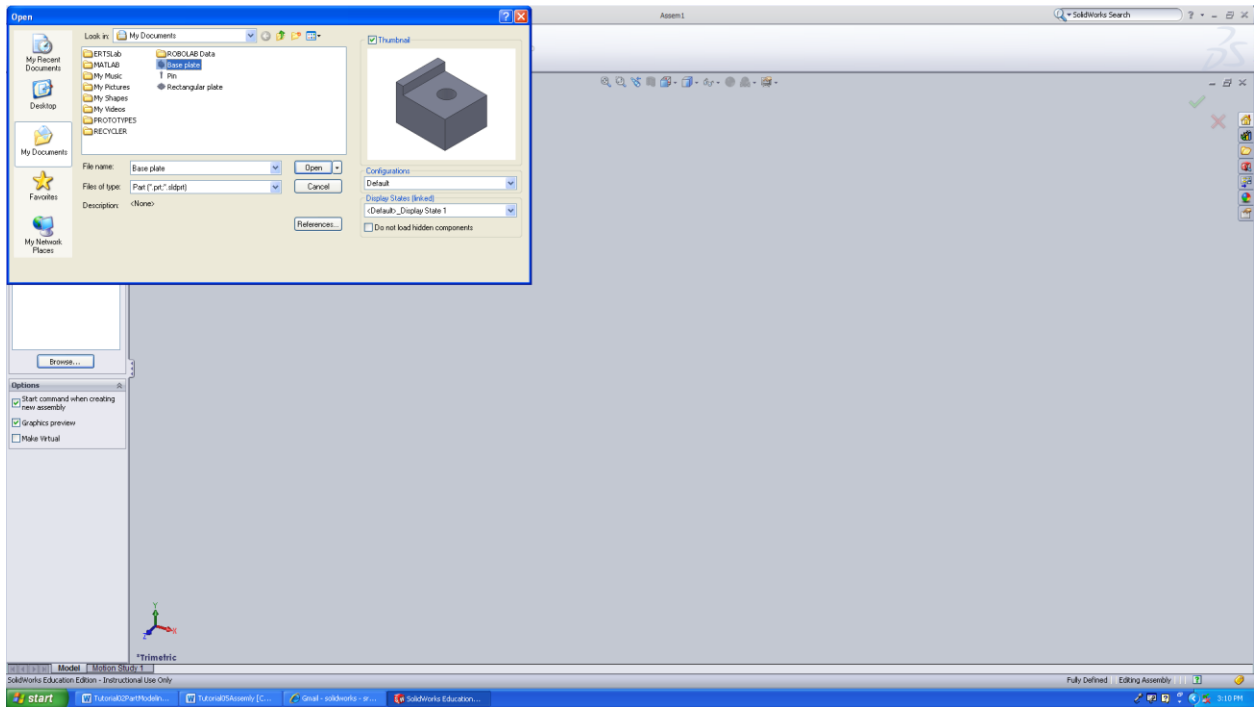 Open
Assem1
SolidWorks Search
Look in:
My Documents
Thumbnail
My Recent
Documents
Desktop
My Documents
Favorites
My Network
Places
ERTSLab
MATLAB
My Music
My Pictures
My Shapes
My Videos
PROTOTYPES
RECYCLER
ROBOLAB Data
Base plate
Pin
Rectangular plate
File name:
Base plate
Open
Files of type:
Part (*.prt;*.sldprt)
Cancel
Description:
<None>
References...
Configurations
Default
Display States (linked)
<Default>_Display State 1
Do not load hidden components
Browse...
Options
Start command when creating
new assembly
Graphics preview
Make Virtual
Y
X
Z
*Trimetric
Model
Motion Study 1
SolidWorks Education Edition - Instructional Use Only
Fully Defined
Editing Assembly
start
Tutorial02PartModelin...
Tutorial05Assemly [C...
Gmail - solidworks - sr...
SolidWorks Education...
3:10 PM